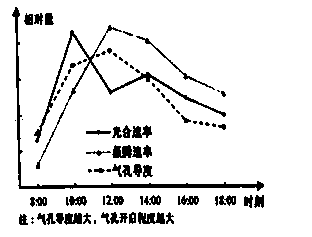 相对量
光合速率
蒸腾速率
气孔导度
8:00 10:00 12:00 14:00 16:00 18:00 时刻
注：气孔导度越大，气孔开启程度越大